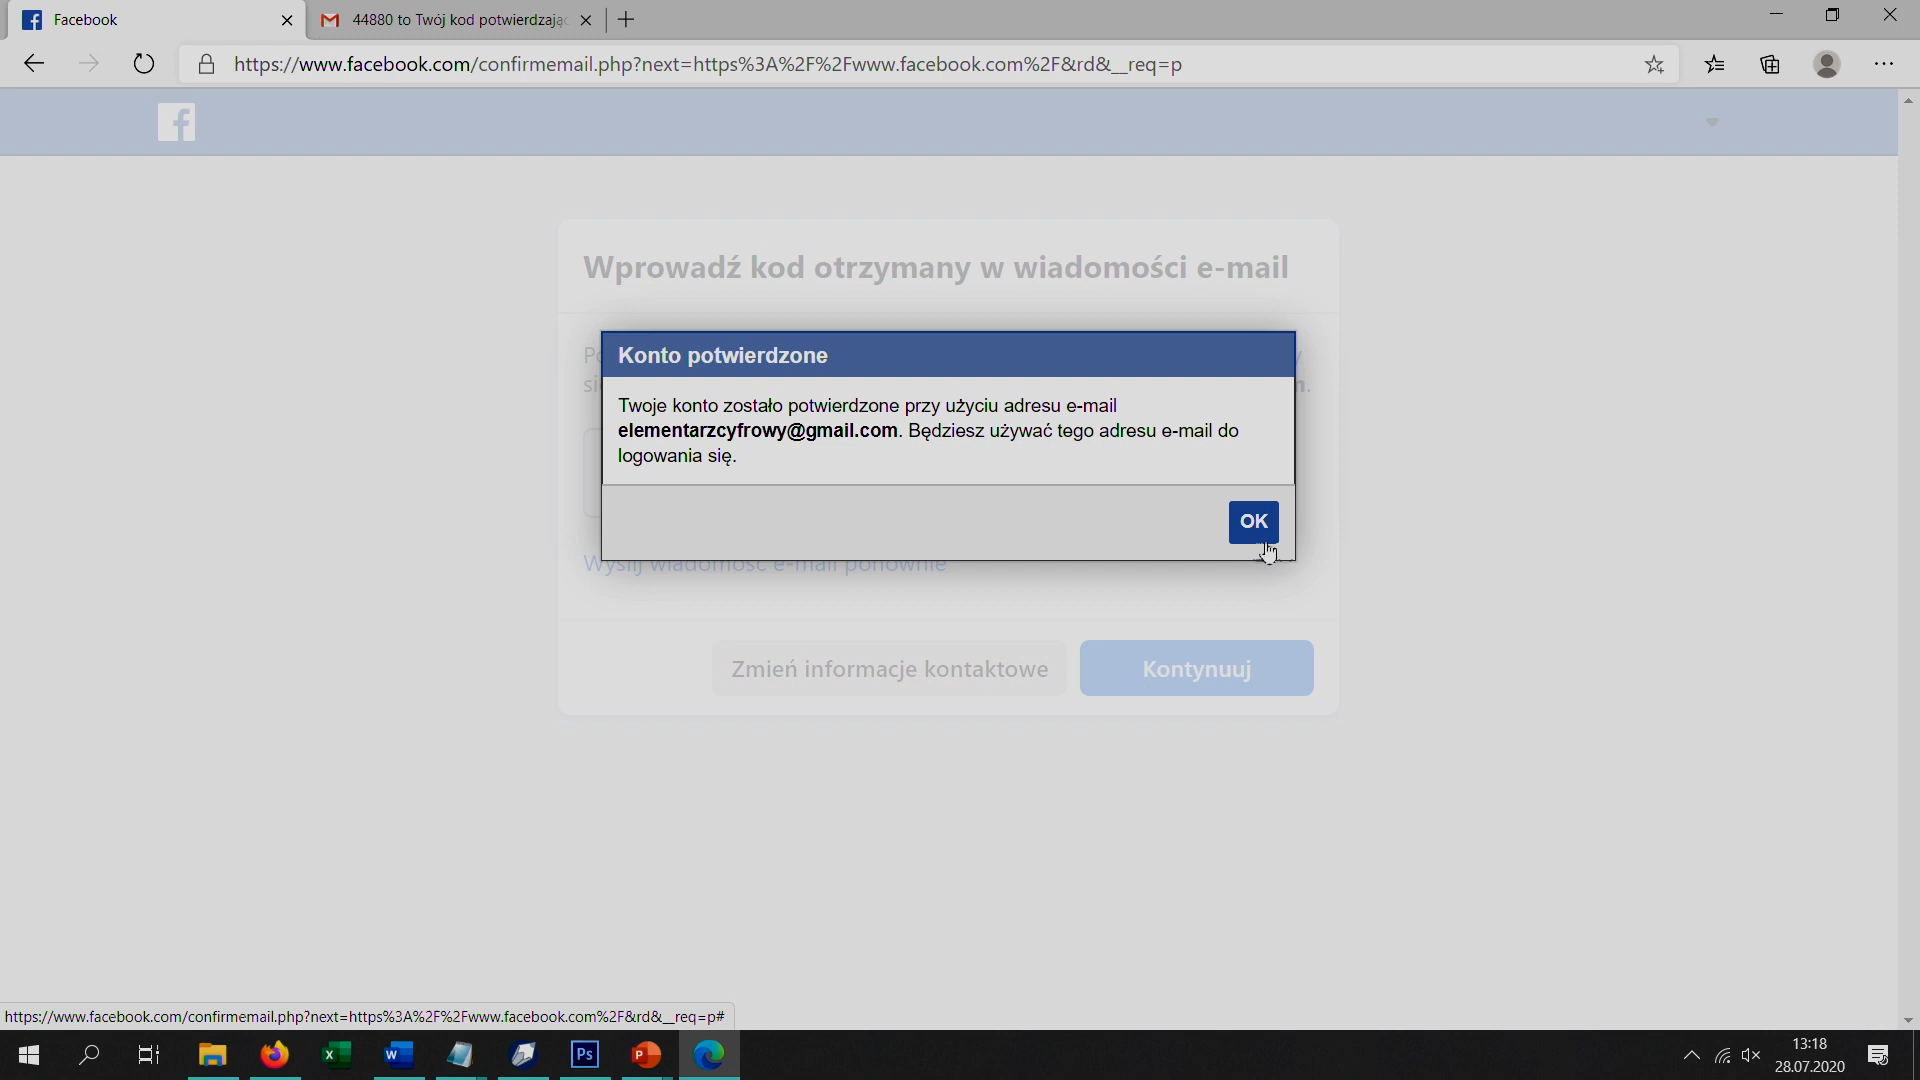 Facebook
44880 to Twój kod potwierdzają
https://www.facebook.com/confirmemail.php?next=https%3A%2F%2Fwww.facebook.com%2F&rd&__req=p
Wprowadź kod otrzymany w wiadomości e-mail
Konto potwierdzone
Twoje konto zostało potwierdzone przy użyciu adresu e-mail
elementarzcyfrowy@gmail.com. Będziesz używać tego adresu e-mail do
logowania się.
OK
Wyślij wiadomość e-mail ponownie
Zmień informacje kontaktowe
Kontynuuj
https://www.facebook.com/confirmemail.php?next=https%3A%2F%2Fwww.facebook.com%2F&rd&__req=p#
13:18
28.07.2020